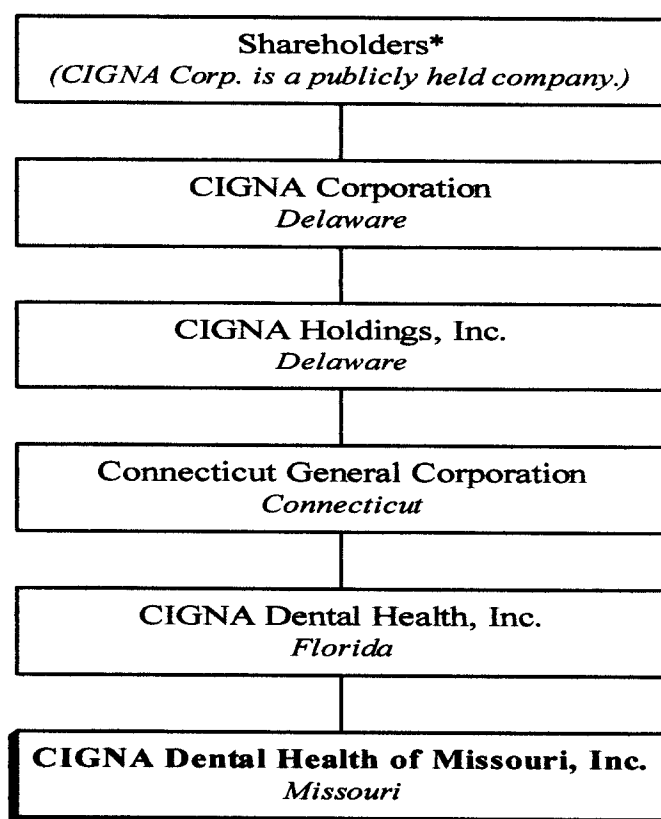 Shareholders*
(CIGNA Corp. is a publicly held company.)
CIGNA Corporation
Delaware
CIGNA Holdings, Inc.
Delaware
Connecticut General Corporation
Connecticut
CIGNA Dental Health, Inc.
Florida
CIGNA Dental Health of Missouri, Inc.
Missouri